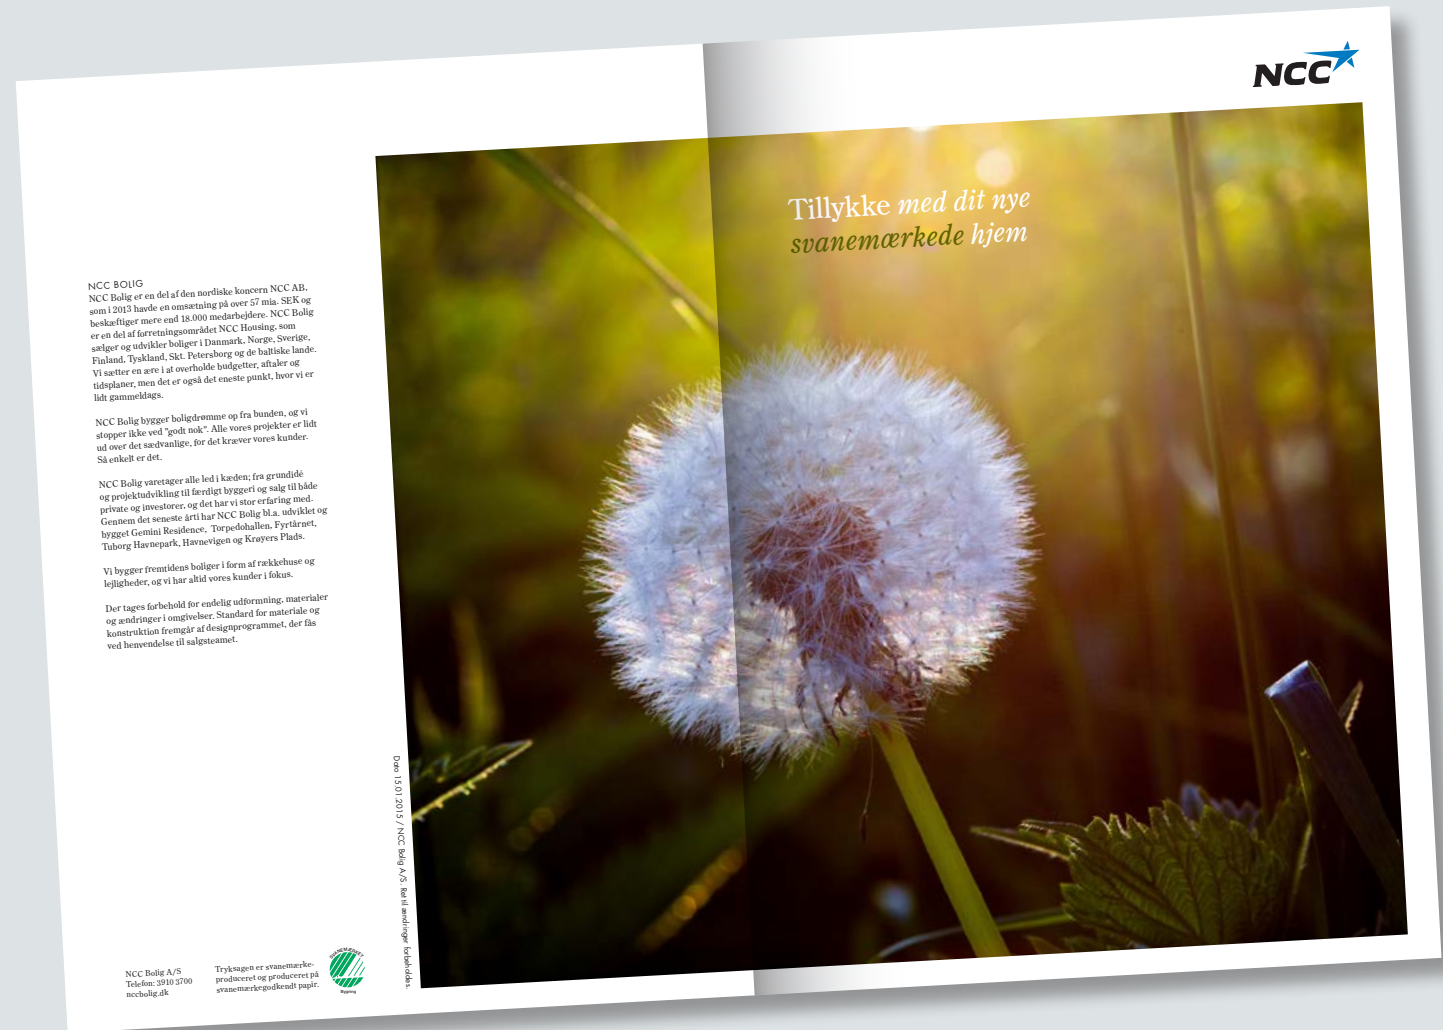 NCC BOLIG
NCC Bolig er en del af den nordiske koncern NCC AB,
som i 2013 havde en omsætning på over 57 mia. SEK og
beskæftiger mere end 18.000 medarbejdere. NCC Bolig
er en del af forretningsområdet NCC Housing, som
sælger og udvikler boliger i Danmark, Norge, Sverige,
Finland, Tyskland, Skt. Petersborg og de baltiske lande.
Vi sætter en ære i at overholde budgetter, aftaler og
tidsplaner, men det er også det eneste punkt, hvor vi er
lidt gammeldags.
NCC Bolig bygger boligdrømme op fra bunden, og vi
stopper ikke ved "godt nok". Alle vores projekter er lidt
ud over det sædvanlige, for det kræver vores kunder.
Så enkelt er det.
NCC Bolig varetager alle led i kæden; fra grundidé
og projektudvikling til færdigt byggeri og salg til både
private og investorer, og det har vi stor erfaring med.
Gennem det seneste årti har NCC Bolig bl.a. udviklet og
bygget Gemini Residence, Torpedohallen, Fyrtårnet,
Tuborg Havnepark, Havnevigen og Krøyers Plads.
Vi bygger fremtidens boliger i form af rækkehuse og
lejligheder, og vi har altid vores kunder i fokus.
Der tages forbehold for endelig udformning, materialer
og ændringer i omgivelser. Standard for materiale og
konstruktion fremgår af designprogrammet, der fås
ved henvendelse til salgsteamet.
NCC Bolig A/S
Telefon: 3910 3700
nccbolig.dk
Tryksagen er svanemærke-
produceret og produceret på
svanemærkegodkendt papir.
SVANEMÆRKET
Bygning
Dato 15.01.2015 / NCC Bolig A/S. Ret til ændringer forbeholdes.
NCC
Tillykke med dit nye
svanemærkede hjem